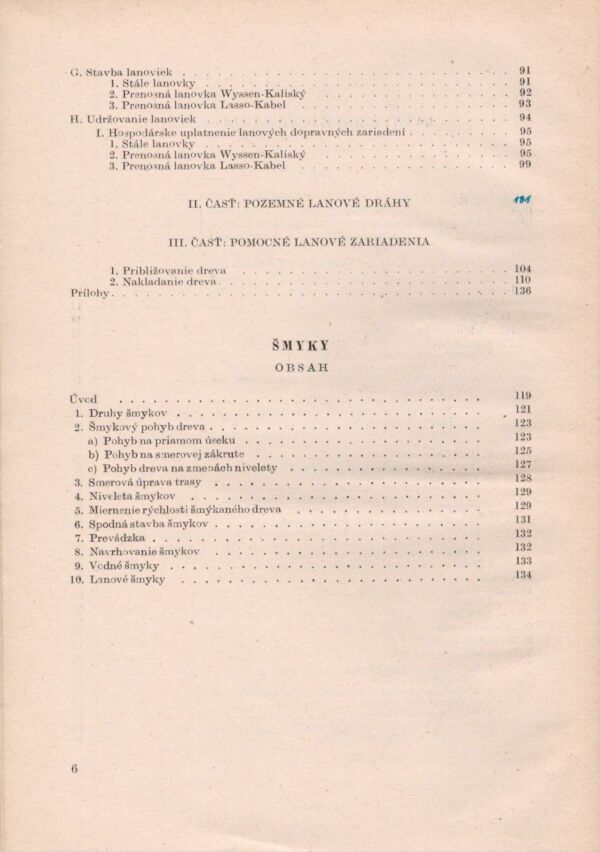 G. Stavba lanoviek . . . . . . . . . . . . . . . . . . . . . . . 91
1. Stále lanovky . . . . . . . . . . . . . . . . . . . . . . 91
2. Prenosná lanovka Wyssen-Kaliský . . . . . . . . . . . . . . 92
3. Prenosná lanovka Lasso-Kabel . . . . . . . . . . . . . . . 93
H. Udržovanie lanoviek . . . . . . . . . . . . . . . . . . . . . 94
I. Hospodárske uplatnenie lanových dopravných zariadení . . . . . . 95
1. Stále lanovky . . . . . . . . . . . . . . . . . . . . . . 95
2. Prenosná lanovka Wyssen-Kaliský . . . . . . . . . . . . . . 95
3. Prenosná lanovka Lasso-Kabel . . . . . . . . . . . . . . . 99
II. ČASŤ: POZEMNÉ LANOVÉ DRÁHY
III. ČASŤ: POMOCNÉ LANOVÉ ZARIADENIA
1. Približovanie dreva . . . . . . . . . . . . . . . . . . . 104
2. Nakladanie dreva . . . . . . . . . . . . . . . . . . . . 110
Prílohy . . . . . . . . . . . . . . . . . . . . . . . . . . . 136
ŠMYKY
OBSAH
Úvod . . . . . . . . . . . . . . . . . . . . . . . . . . 119
1. Druhy šmykov . . . . . . . . . . . . . . . . . . . . . . 121
2. Šmykový pohyb dreva . . . . . . . . . . . . . . . . . . . 123
a) Pohyb na priamom úseku . . . . . . . . . . . . . . . . . 123
b) Pohyb na smerovej zákrute . . . . . . . . . . . . . . . . 125
c) Pohyb dreva na zmenách nivelety . . . . . . . . . . . . . 127
3. Smerová úprava trasy . . . . . . . . . . . . . . . . . . . 128
4. Niveleta šmykov . . . . . . . . . . . . . . . . . . . . . 129
5. Miernenie rýchlosti šmýkaného dreva . . . . . . . . . . . . . 129
6. Spodná stavba šmykov . . . . . . . . . . . . . . . . . . . 131
7. Prevádzka . . . . . . . . . . . . . . . . . . . . . . . 132
8. Navrhovanie šmykov . . . . . . . . . . . . . . . . . . . . 132
9. Vodné šmyky . . . . . . . . . . . . . . . . . . . . . . 133
10. Lanové šmyky . . . . . . . . . . . . . . . . . . . . . . 134
6